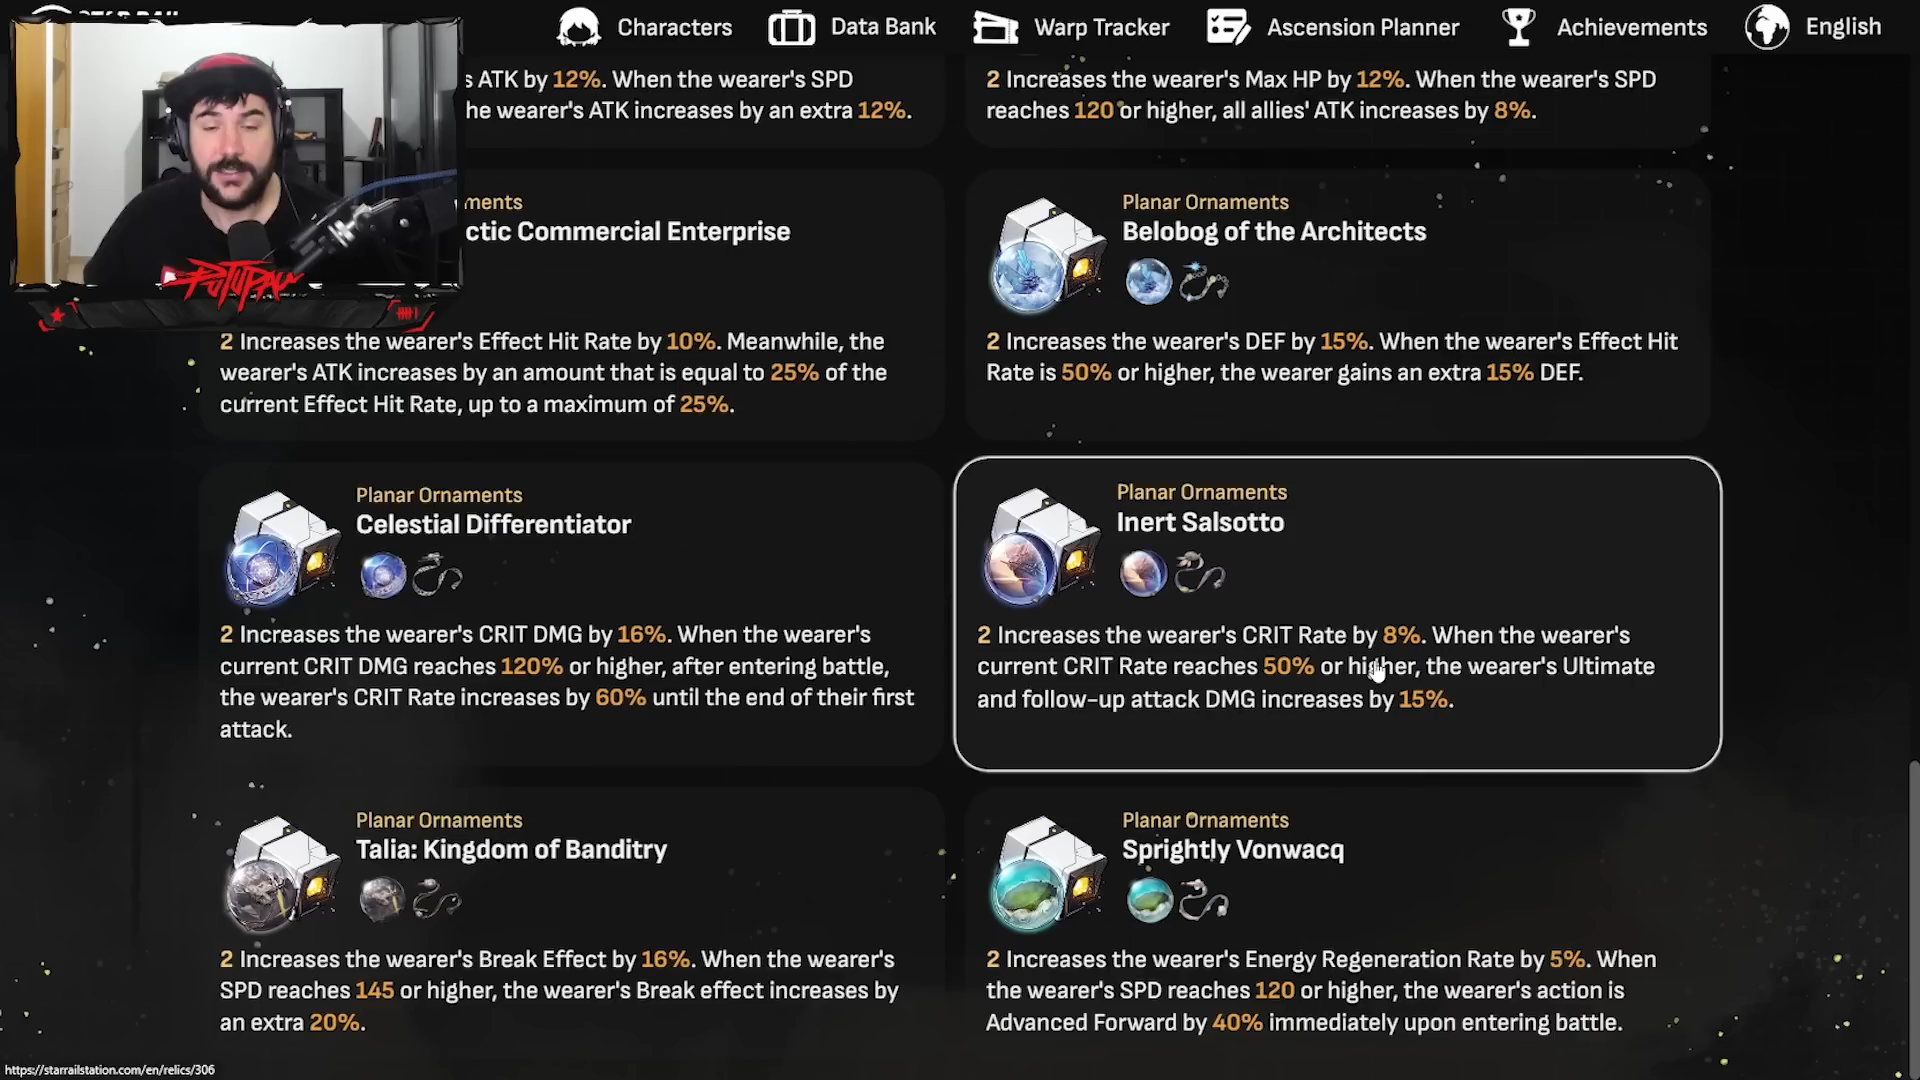 Characters
Data Bank
Warp Tracker
Ascension Planner
Achievements
English
s ATK by 12%. When the wearer's SPD
he wearer's ATK increases by an extra 12%.
2 Increases the wearer's Max HP by 12%. When the wearer's SPD
reaches 120 or higher, all allies' ATK increases by 8%.
ments
ctic Commercial Enterprise
2 Increases the wearer's Effect Hit Rate by 10%. Meanwhile, the
wearer's ATK increases by an amount that is equal to 25% of the
current Effect Hit Rate, up to a maximum of 25%.
Planar Ornaments
Belobog of the Architects
2 Increases the wearer's DEF by 15%. When the wearer's Effect Hit
Rate is 50% or higher, the wearer gains an extra 15% DEF.
Planar Ornaments
Celestial Differentiator
2 Increases the wearer's CRIT DMG by 16%. When the wearer's
current CRIT DMG reaches 120% or higher, after entering battle,
the wearer's CRIT Rate increases by 60% until the end of their first
attack.
Planar Ornaments
Inert Salsotto
2 Increases the wearer's CRIT Rate by 8%. When the wearer's
current CRIT Rate reaches 50% or higher, the wearer's Ultimate
and follow-up attack DMG increases by 15%.
Planar Ornaments
Talia: Kingdom of Banditry
2 Increases the wearer's Break Effect by 16%. When the wearer's
SPD reaches 145 or higher, the wearer's Break effect increases by
an extra 20%.
Planar Ornaments
Sprightly Vonwacq
2 Increases the wearer's Energy Regeneration Rate by 5%. When
the wearer's SPD reaches 120 or higher, the wearer's action is
Advanced Forward by 40% immediately upon entering battle.
https://starrailstation.com/en/relics/306